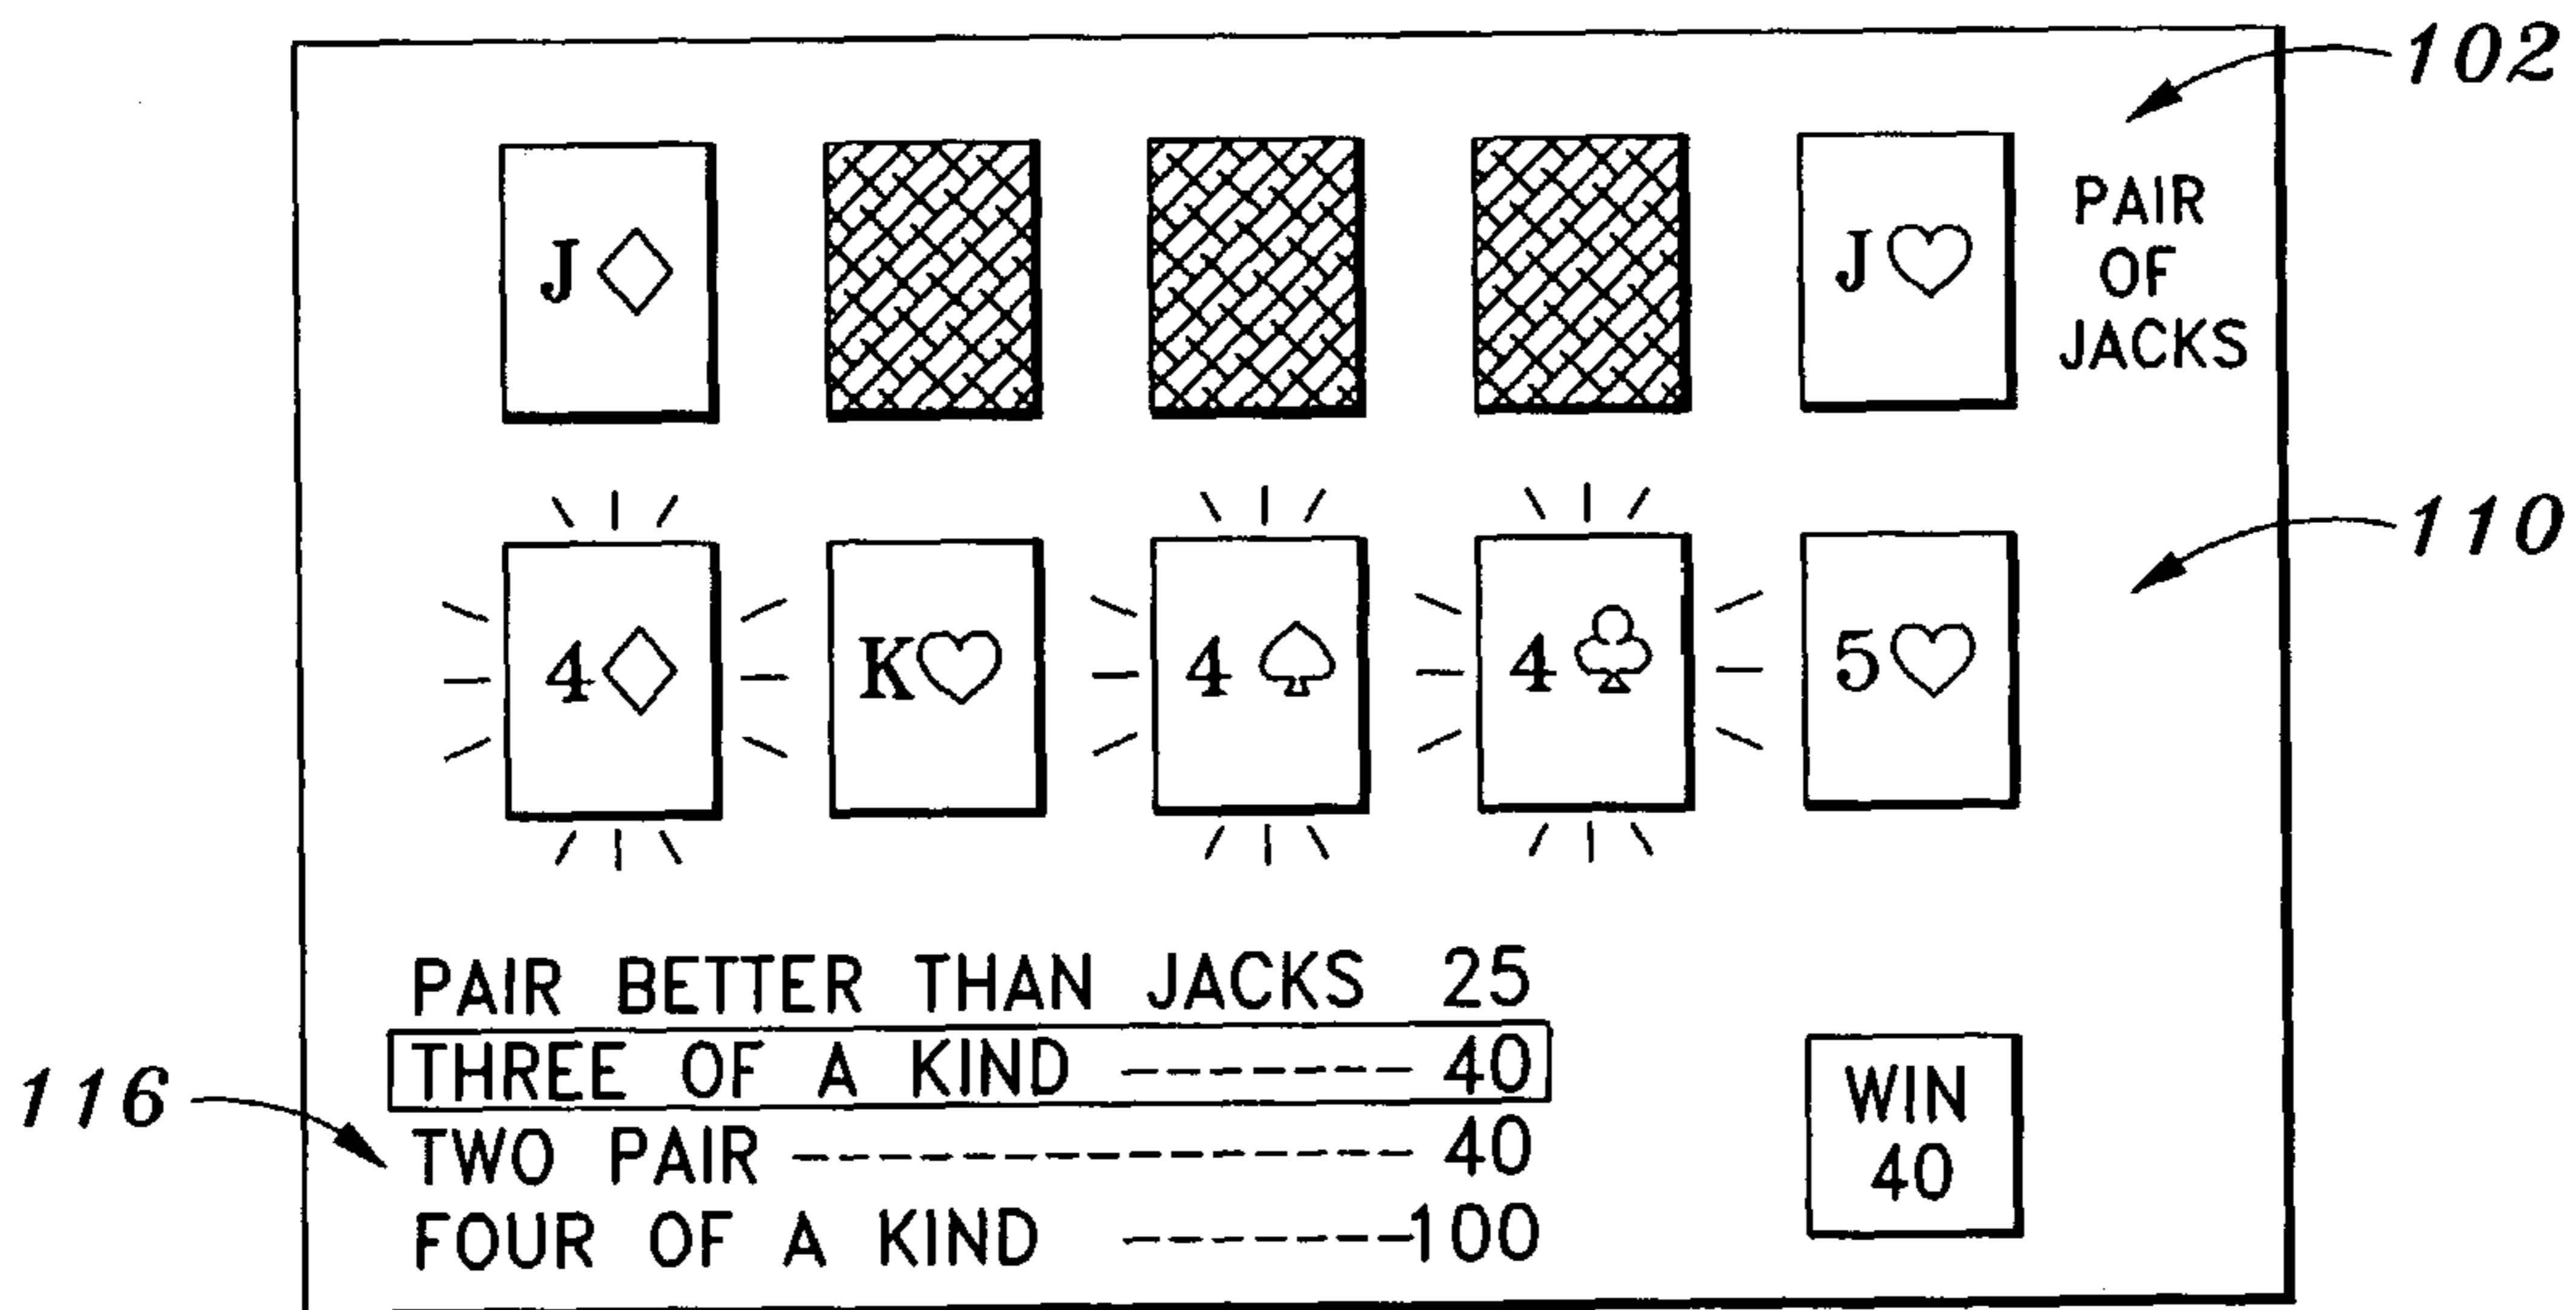 102
J♢ J♡
PAIR
OF
JACKS
110
4♢ K♡ 4♤ 4♧ 5♡
PAIR BETTER THAN JACKS 25
THREE OF A KIND ------- 40
TWO PAIR --------------- 40
FOUR OF A KIND -------100
116
WIN
40